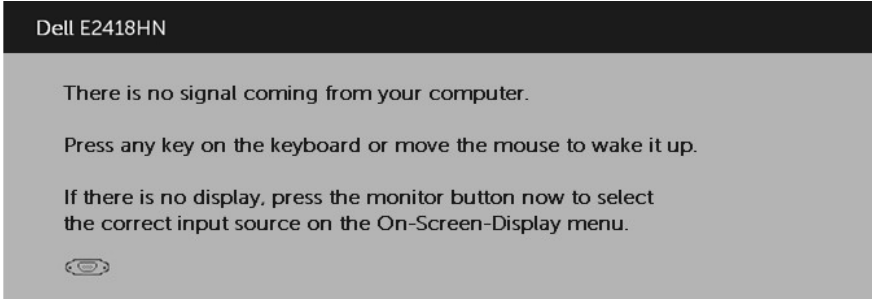 Dell E2418HN
There is no signal coming from your computer.
Press any key on the keyboard or move the mouse to wake it up.
If there is no display, press the monitor button now to select
the correct input source on the On-Screen-Display menu.